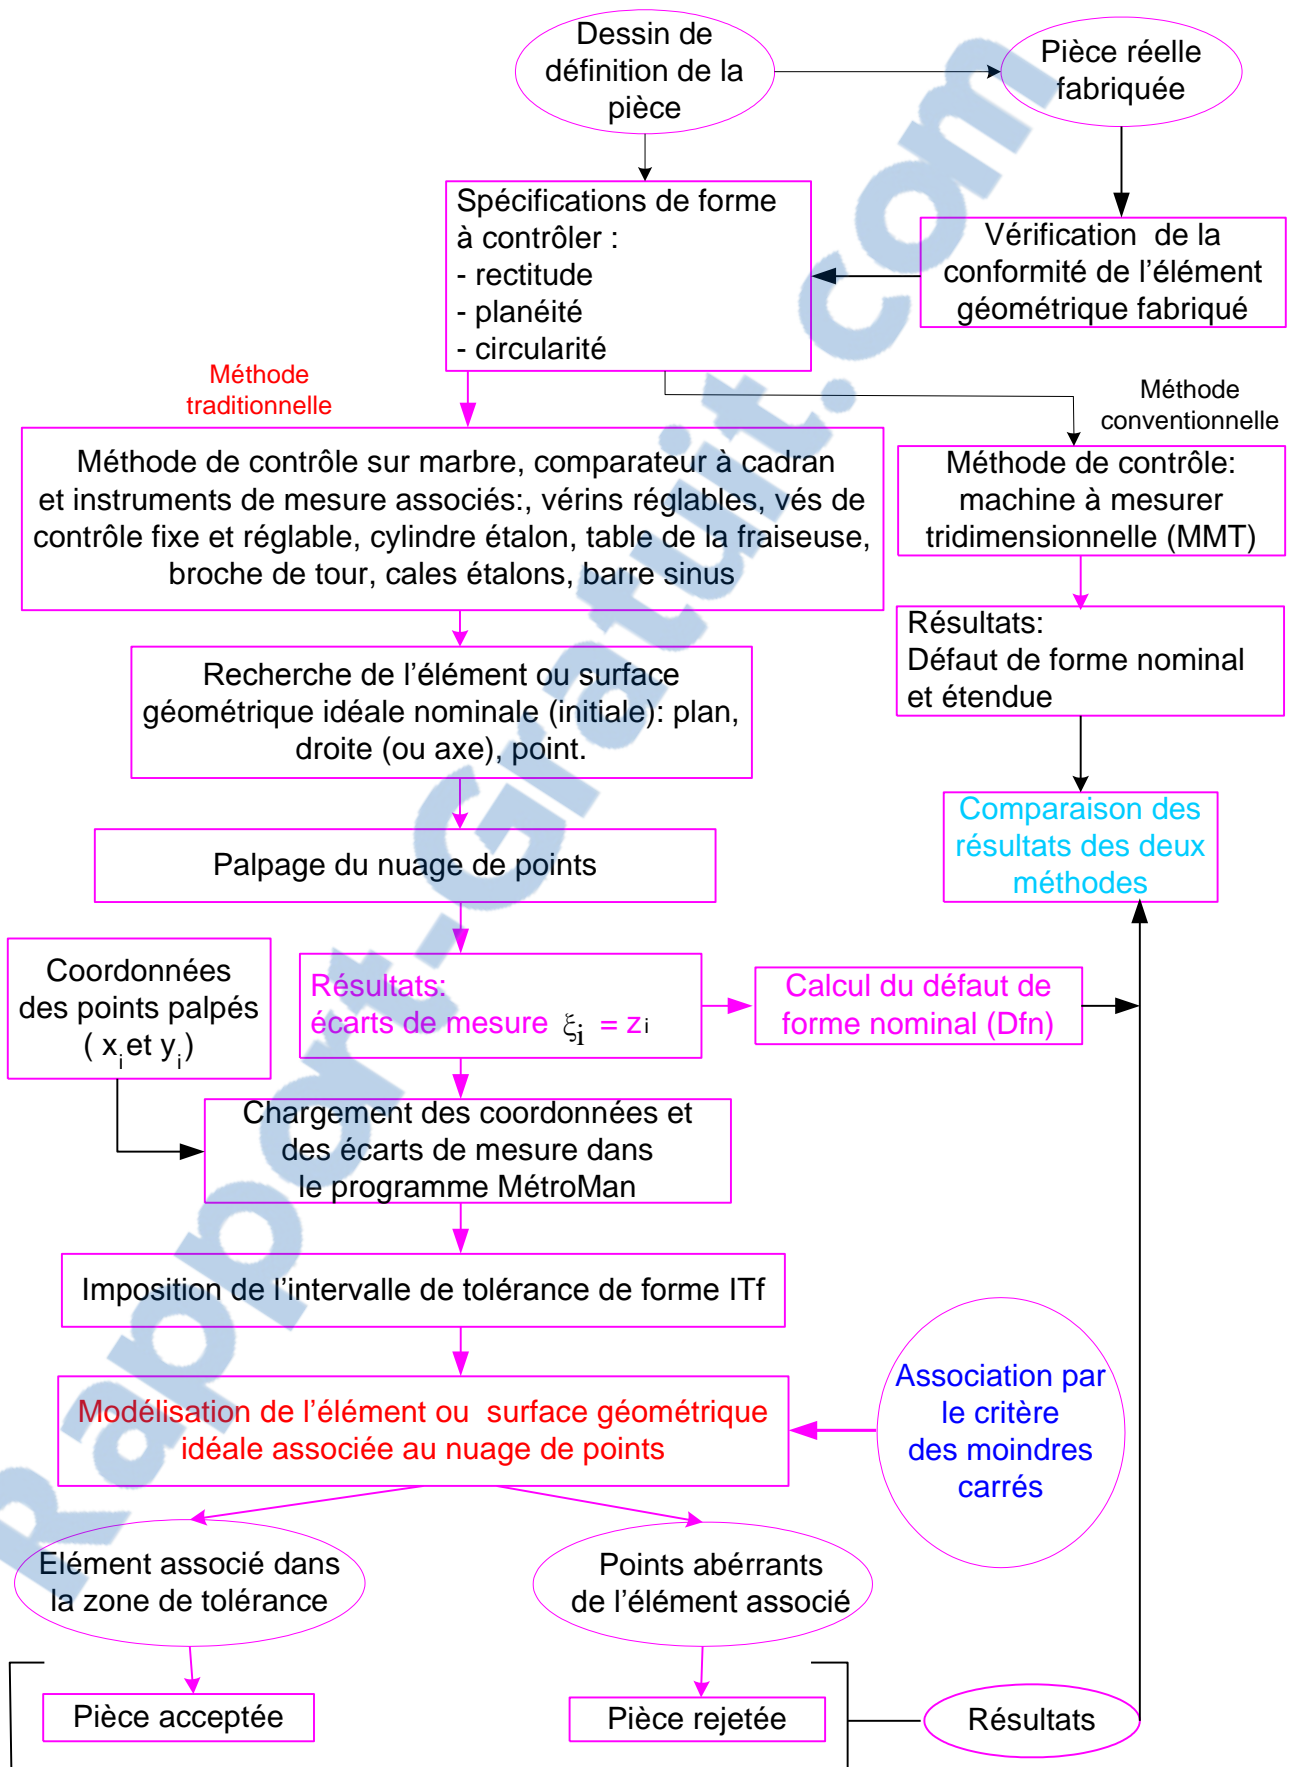 Dessin de
définition de la
pièce
Pièce réelle
fabriquée
Spécifications de forme
à contrôler :
- rectitude
- planéité
- circularité
Vérification de la
conformité de l'élément
géométrique fabriqué
Méthode
traditionnelle
Méthode
conventionnelle
Méthode de contrôle sur marbre, comparateur à cadran
et instruments de mesure associés:, vérins réglables, vés de
contrôle fixe et réglable, cylindre étalon, table de la fraiseuse,
broche de tour, cales étalons, barre sinus
Méthode de contrôle:
machine à mesurer
tridimensionnelle (MMT)
Recherche de l'élément ou surface
géométrique idéale nominale (initiale): plan,
droite (ou axe), point.
Résultats:
Défaut de forme nominal
et étendue
Palpage du nuage de points
Comparaison des
résultats des deux
méthodes
Coordonnées
des points palpés
( xi et yi)
Résultats:
écarts de mesure ξi = zi
Calcul du défaut de
forme nominal (Dfn)
Chargement des coordonnées et
des écarts de mesure dans
le programme MétroMan
Imposition de l'intervalle de tolérance de forme ITf
Modélisation de l'élément ou surface géométrique
idéale associée au nuage de points
Association par
le critère
des moindres
carrés
Elément associé dans
la zone de tolérance
Points abérrants
de l'élément associé
Pièce acceptée
Pièce rejetée
Résultats
Rapport-Gratuit.com